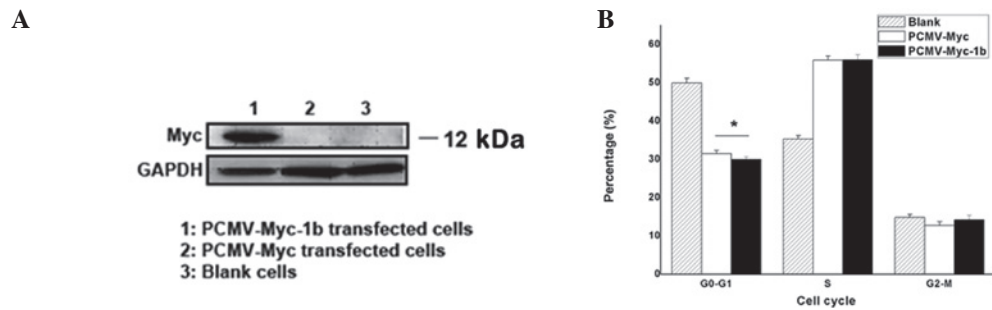 A
1 2 3
Myc
12 kDa
GAPDH
1: PCMV-Myc-1b transfected cells
2: PCMV-Myc transfected cells
3: Blank cells
B
Blank
PCMV-Myc
PCMV-Myc-1b
Percentage (%)
60
50
40
30
20
10
0
*
G0-G1 S G2-M
Cell cycle